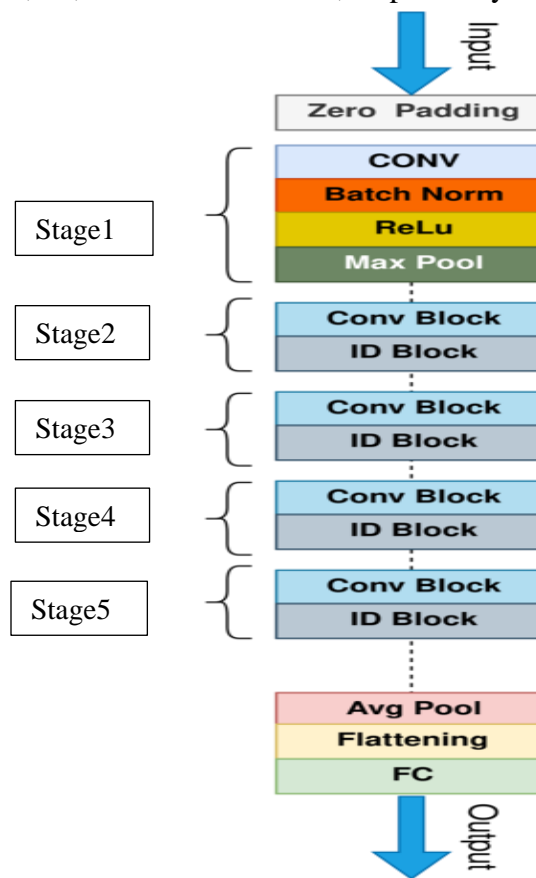 Input
Zero Padding
CONV
Batch Norm
Stage1
ReLu
Max Pool
Stage2
Conv Block
ID Block
Stage3
Conv Block
ID Block
Stage4
Conv Block
ID Block
Stage5
Conv Block
ID Block
Avg Pool
Flattening
FC
Output